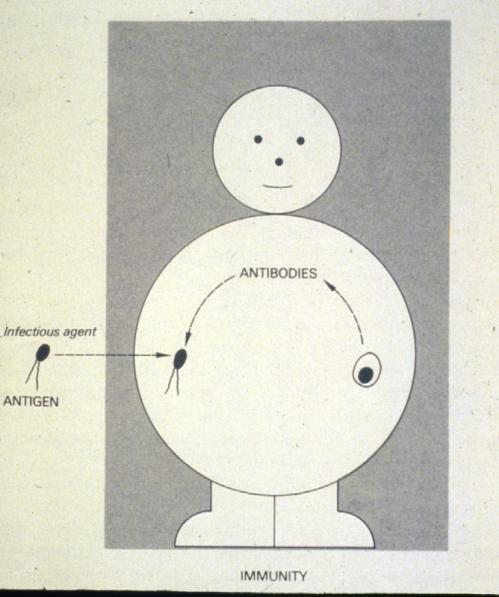 ANTIBODIES
Infectious agent
ANTIGEN
IMMUNITY